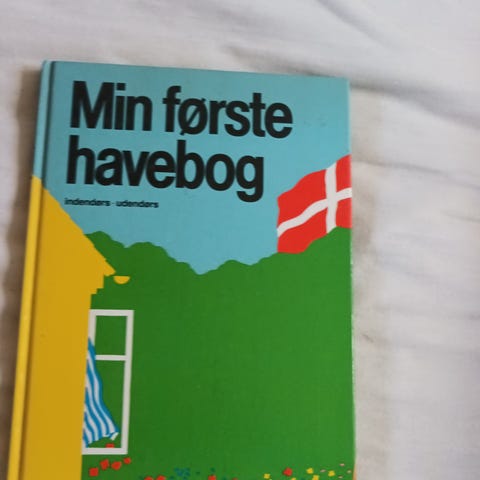 Min første
havebog
indendørs · udendørs